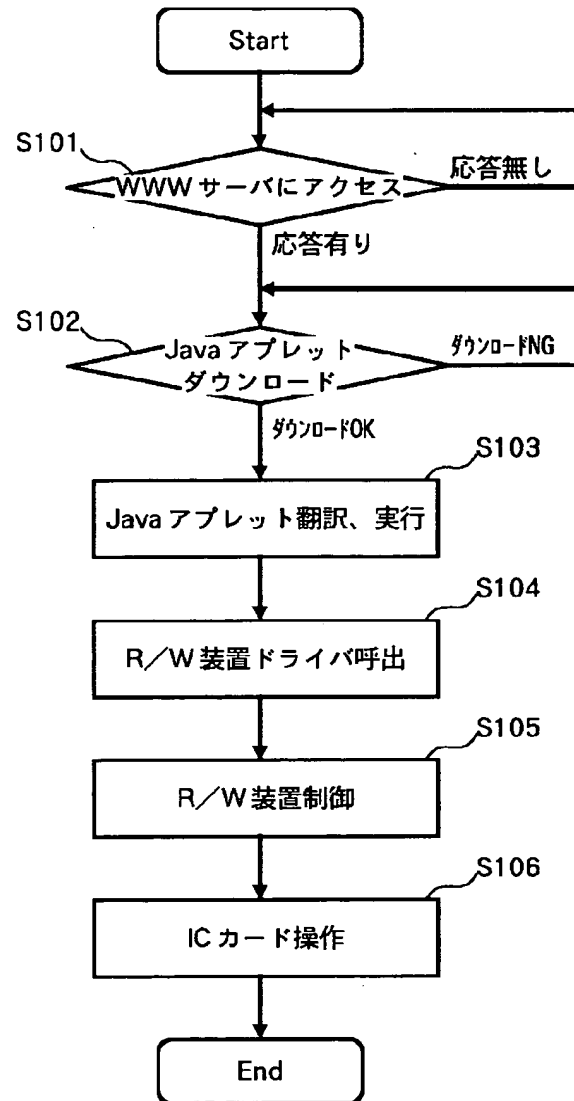 Start
S101
WWWサーバにアクセス
応答無し
応答有り
S102
Javaアプレット
ダウンロード
ﾀﾞｳﾝﾛｰﾄﾞNG
ﾀﾞｳﾝﾛｰﾄﾞOK
S103
Javaアプレット翻訳、実行
S104
R/W装置ドライバ呼出
S105
R/W装置制御
S106
ICカード操作
End